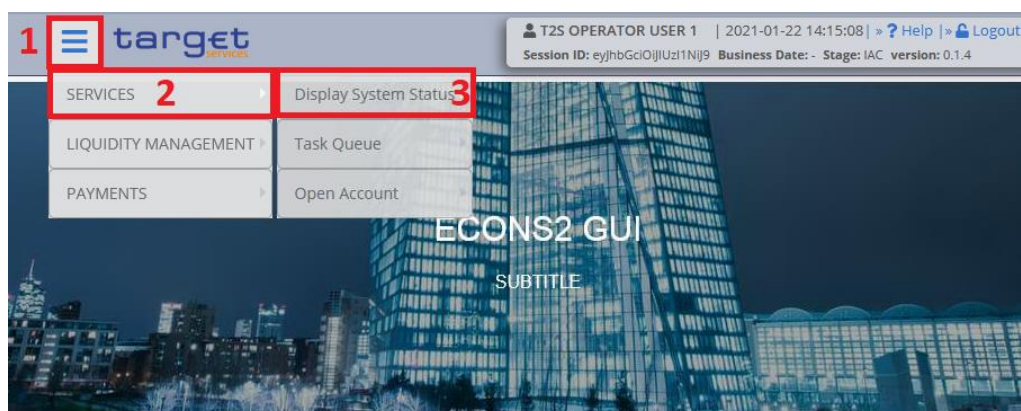 1
target
services
T2S OPERATOR USER 1 | 2021-01-22 14:15:08| » ? Help |» Logout
Session ID: eyJhbGciOiJIUzI1NiJ9 Business Date: - Stage: IAC version: 0.1.4
SERVICES 2
Display System Status 3
LIQUIDITY MANAGEMENT
Task Queue
PAYMENTS
Open Account
ECONS2 GUI
SUBTITLE